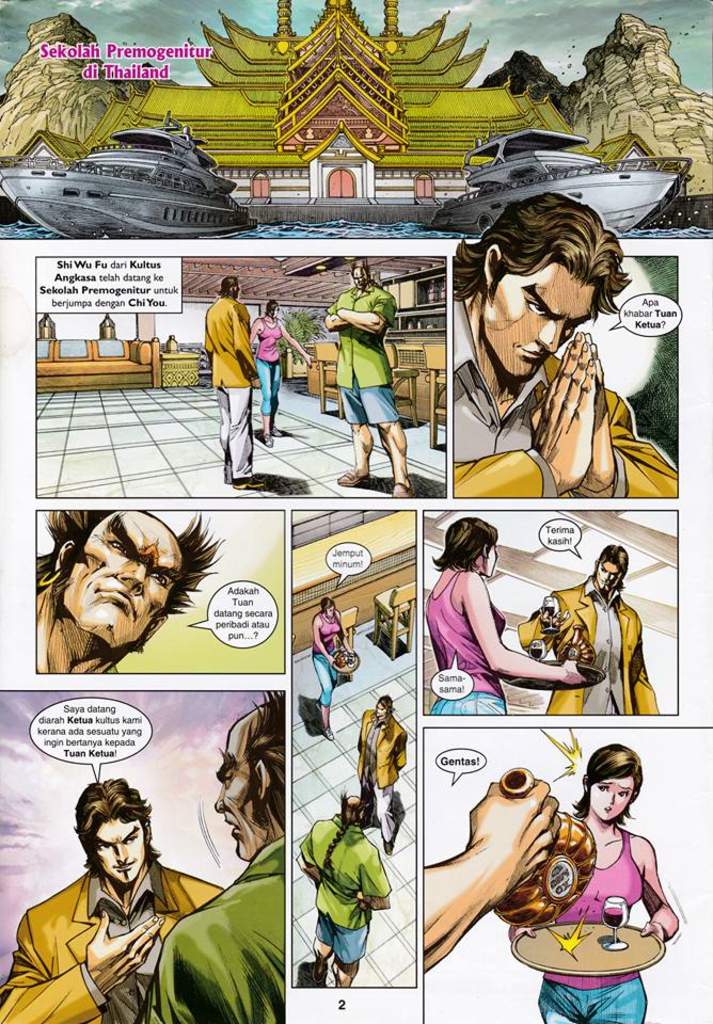 Sekolah Premogenitur
di Thailand
Shi Wu Fu dari Kultus
Angkasa telah datang ke
Sekolah Premogenitur untuk
berjumpa dengan Chi You.
Apa
khabar Tuan
Ketua?
Adakah
Tuan
datang secara
peribadi atau
pun...?
Jemput
minum!
Terima
kasih!
Sama-
sama!
Saya datang
diarah Ketua kultus kami
kerana ada sesuatu yang
ingin bertanya kepada
Tuan Ketua!
Gentas!
2